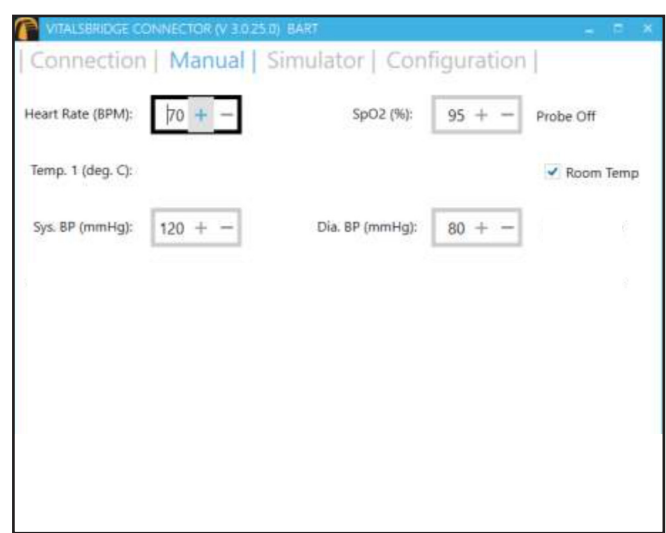 VITALSBRIDGE CONNECTOR (V 3.0.25.0) BART
| Connection | Manual | Simulator | Configuration |
Heart Rate (BPM): 70 + − SpO2 (%): 95 + − Probe Off
Temp. 1 (deg. C): Room Temp
Sys. BP (mmHg): 120 + − Dia. BP (mmHg): 80 + −